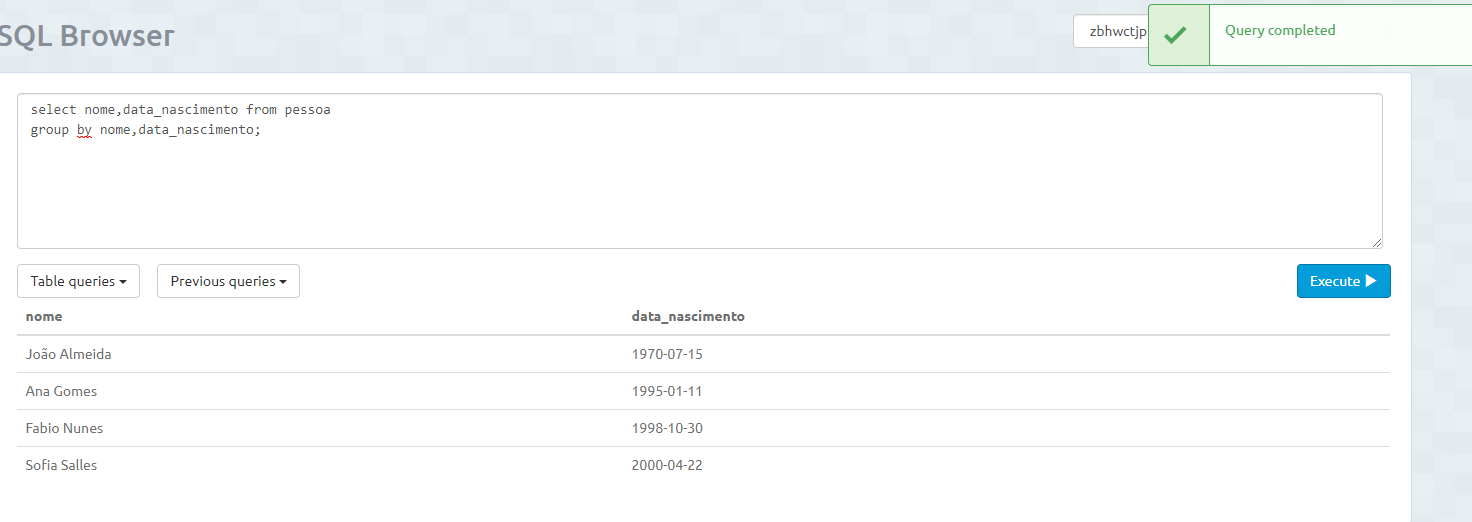 SQL Browser
zbhwctjp
Query completed
select nome,data_nascimento from pessoa
group by nome,data_nascimento;
Table queries
Previous queries
Execute
nome data_nascimento
João Almeida 1970-07-15
Ana Gomes 1995-01-11
Fabio Nunes 1998-10-30
Sofia Salles 2000-04-22